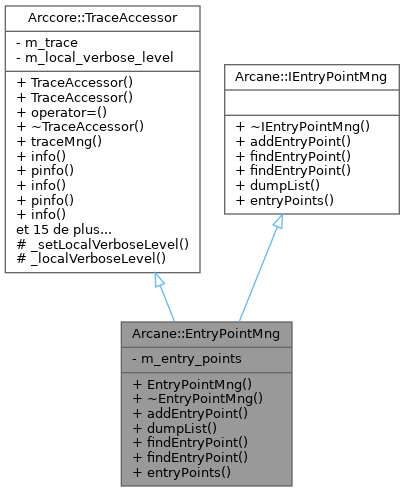 Arccore::TraceAccessor
- m_trace
- m_local_verbose_level
+ TraceAccessor()
+ TraceAccessor()
+ operator=()
+ ~TraceAccessor()
+ traceMng()
+ info()
+ pinfo()
+ info()
+ pinfo()
+ info()
et 15 de plus...
# _setLocalVerboseLevel()
# _localVerboseLevel()
Arcane::IEntryPointMng
+ ~IEntryPointMng()
+ addEntryPoint()
+ findEntryPoint()
+ findEntryPoint()
+ dumpList()
+ entryPoints()
Arcane::EntryPointMng
- m_entry_points
+ EntryPointMng()
+ ~EntryPointMng()
+ addEntryPoint()
+ dumpList()
+ findEntryPoint()
+ findEntryPoint()
+ entryPoints()